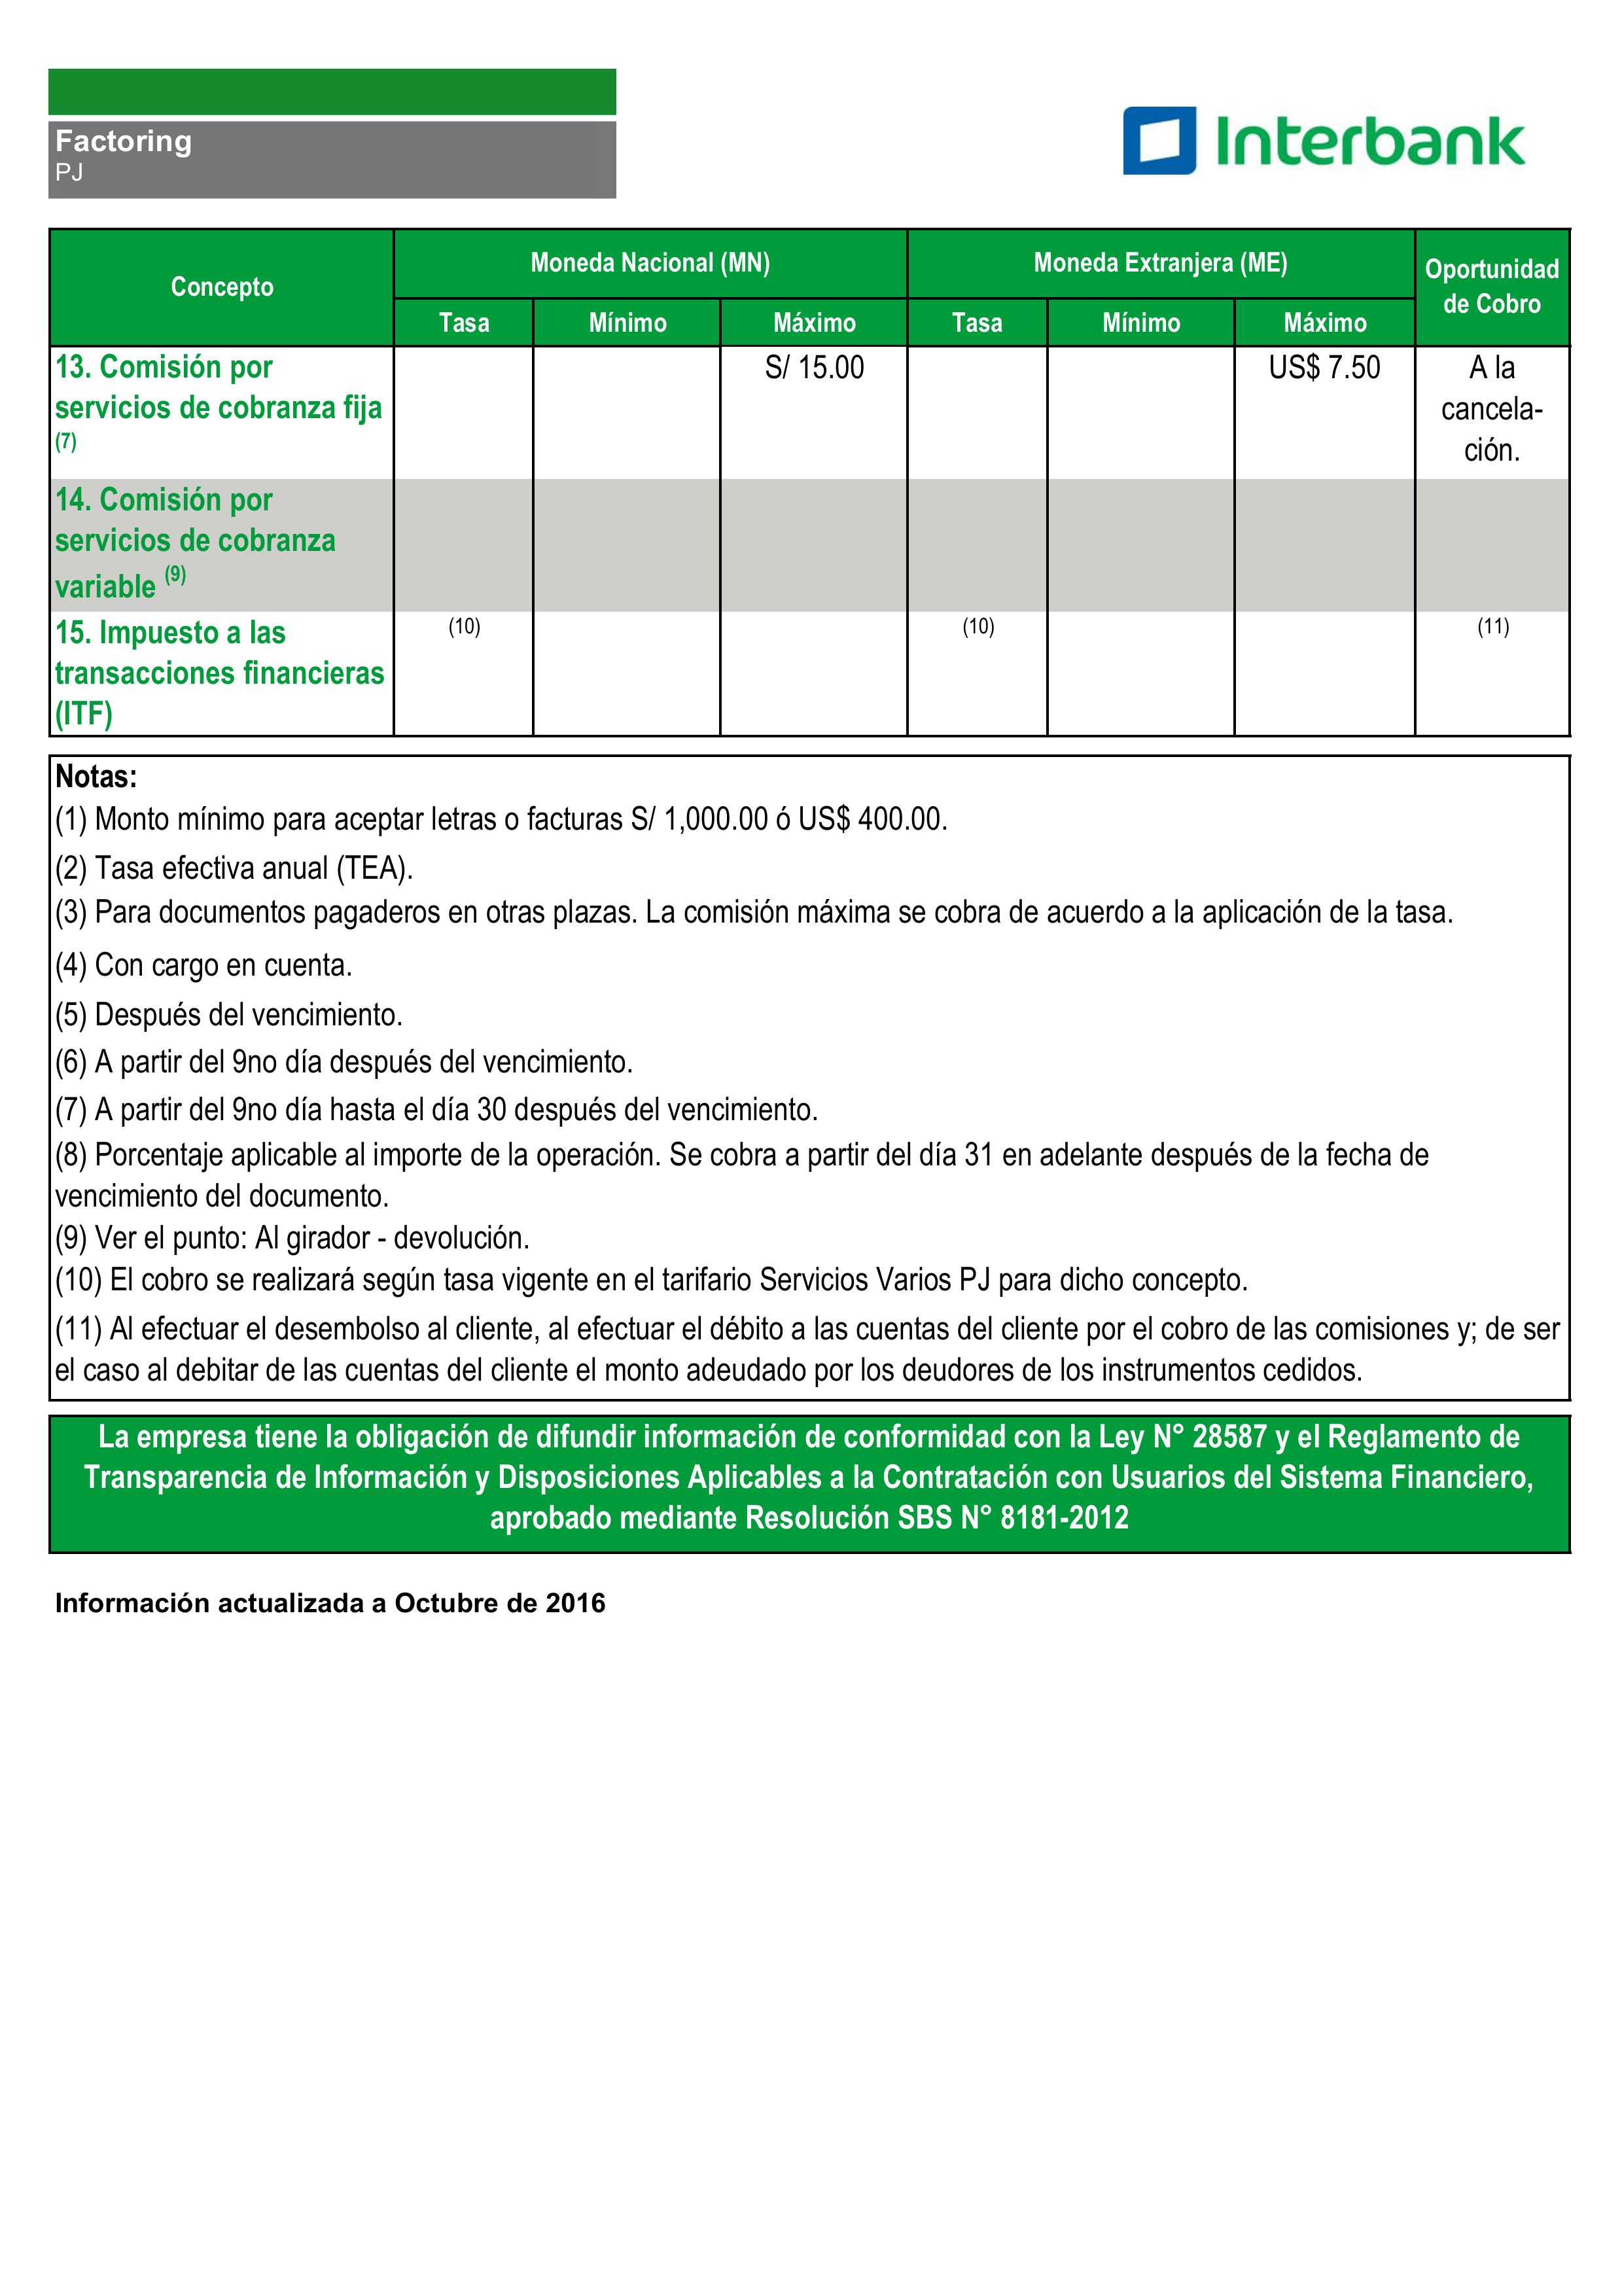 Factoring
PJ
Interbank
Concepto
Moneda Nacional (MN)
Moneda Extranjera (ME)
Oportunidad
de Cobro
Tasa
Mínimo
Máximo
Tasa
Mínimo
Máximo
13. Comisión por
servicios de cobranza fija
(7)
S/ 15.00
US$ 7.50
A la
cancela-
ción.
14. Comisión por
servicios de cobranza
variable (9)
15. Impuesto a las
transacciones financieras
(ITF)
(10)
(10)
(11)
Notas:
(1) Monto mínimo para aceptar letras o facturas S/ 1,000.00 ó US$ 400.00.
(2) Tasa efectiva anual (TEA).
(3) Para documentos pagaderos en otras plazas. La comisión máxima se cobra de acuerdo a la aplicación de la tasa.
(4) Con cargo en cuenta.
(5) Después del vencimiento.
(6) A partir del 9no día después del vencimiento.
(7) A partir del 9no día hasta el día 30 después del vencimiento.
(8) Porcentaje aplicable al importe de la operación. Se cobra a partir del día 31 en adelante después de la fecha de
vencimiento del documento.
(9) Ver el punto: Al girador - devolución.
(10) El cobro se realizará según tasa vigente en el tarifario Servicios Varios PJ para dicho concepto.
(11) Al efectuar el desembolso al cliente, al efectuar el débito a las cuentas del cliente por el cobro de las comisiones y; de ser
el caso al debitar de las cuentas del cliente el monto adeudado por los deudores de los instrumentos cedidos.
La empresa tiene la obligación de difundir información de conformidad con la Ley N° 28587 y el Reglamento de
Transparencia de Información y Disposiciones Aplicables a la Contratación con Usuarios del Sistema Financiero,
aprobado mediante Resolución SBS N° 8181-2012
Información actualizada a Octubre de 2016